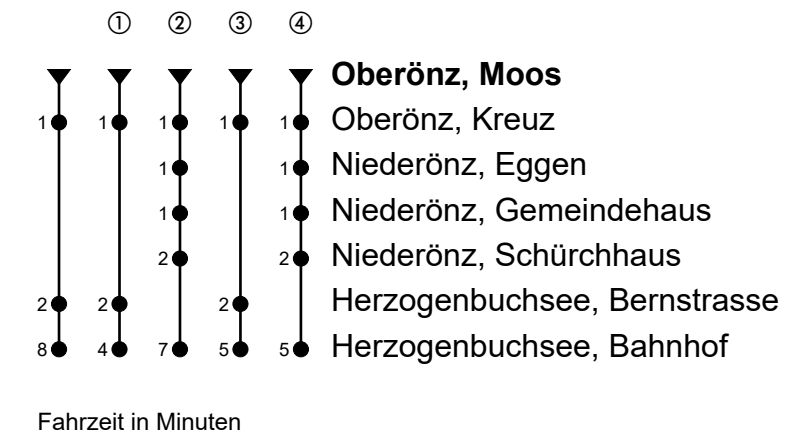 ① ② ③ ④
Oberönz, Moos
1 1 1 1 1 Oberönz, Kreuz
1 1 Niederönz, Eggen
1 1 Niederönz, Gemeindehaus
2 2 Niederönz, Schürchhaus
2 2 2 Herzogenbuchsee, Bernstrasse
8 4 7 5 5 Herzogenbuchsee, Bahnhof
Fahrzeit in Minuten